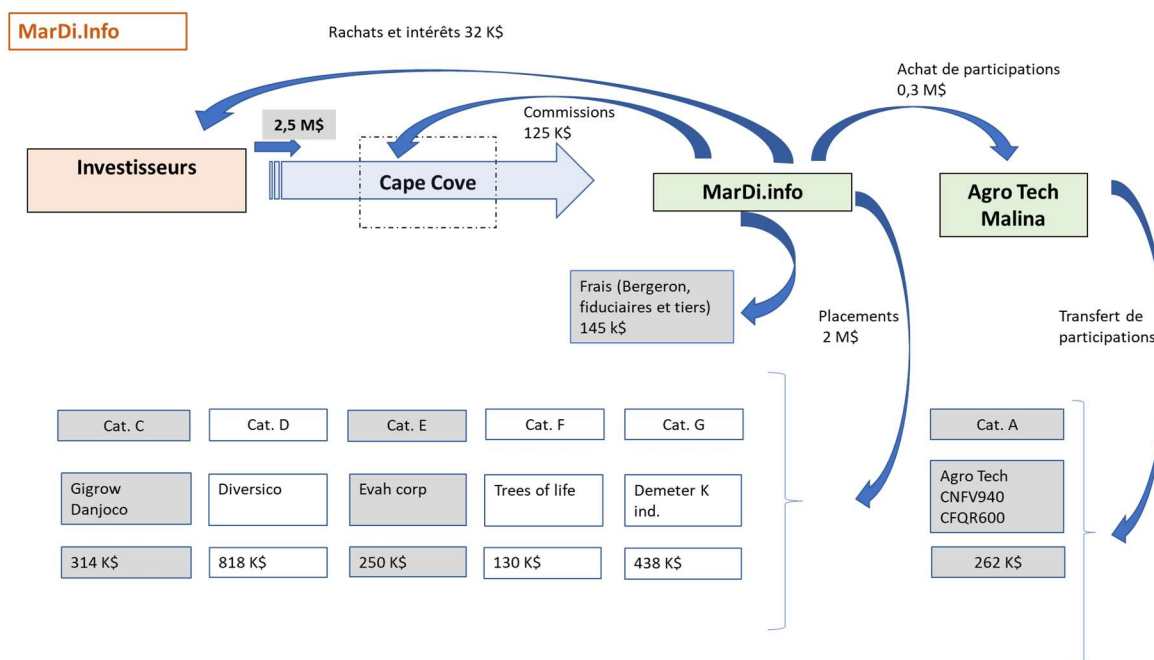 MarDi.Info
Rachats et intérêts 32 K$
Achat de participations
0,3 M$
2,5 M$
Commissions
125 K$
Investisseurs
Cape Cove
MarDi.info
Agro Tech
Malina
Frais (Bergeron,
fiduciaires et tiers)
145 k$
Placements
2 M$
Transfert de
participations
Cat. C
Cat. D
Cat. E
Cat. F
Cat. G
Cat. A
Gigrow
Danjoco
Diversico
Evah corp
Trees of life
Demeter K
ind.
Agro Tech
CNFV940
CFQR600
314 K$
818 K$
250 K$
130 K$
438 K$
262 K$